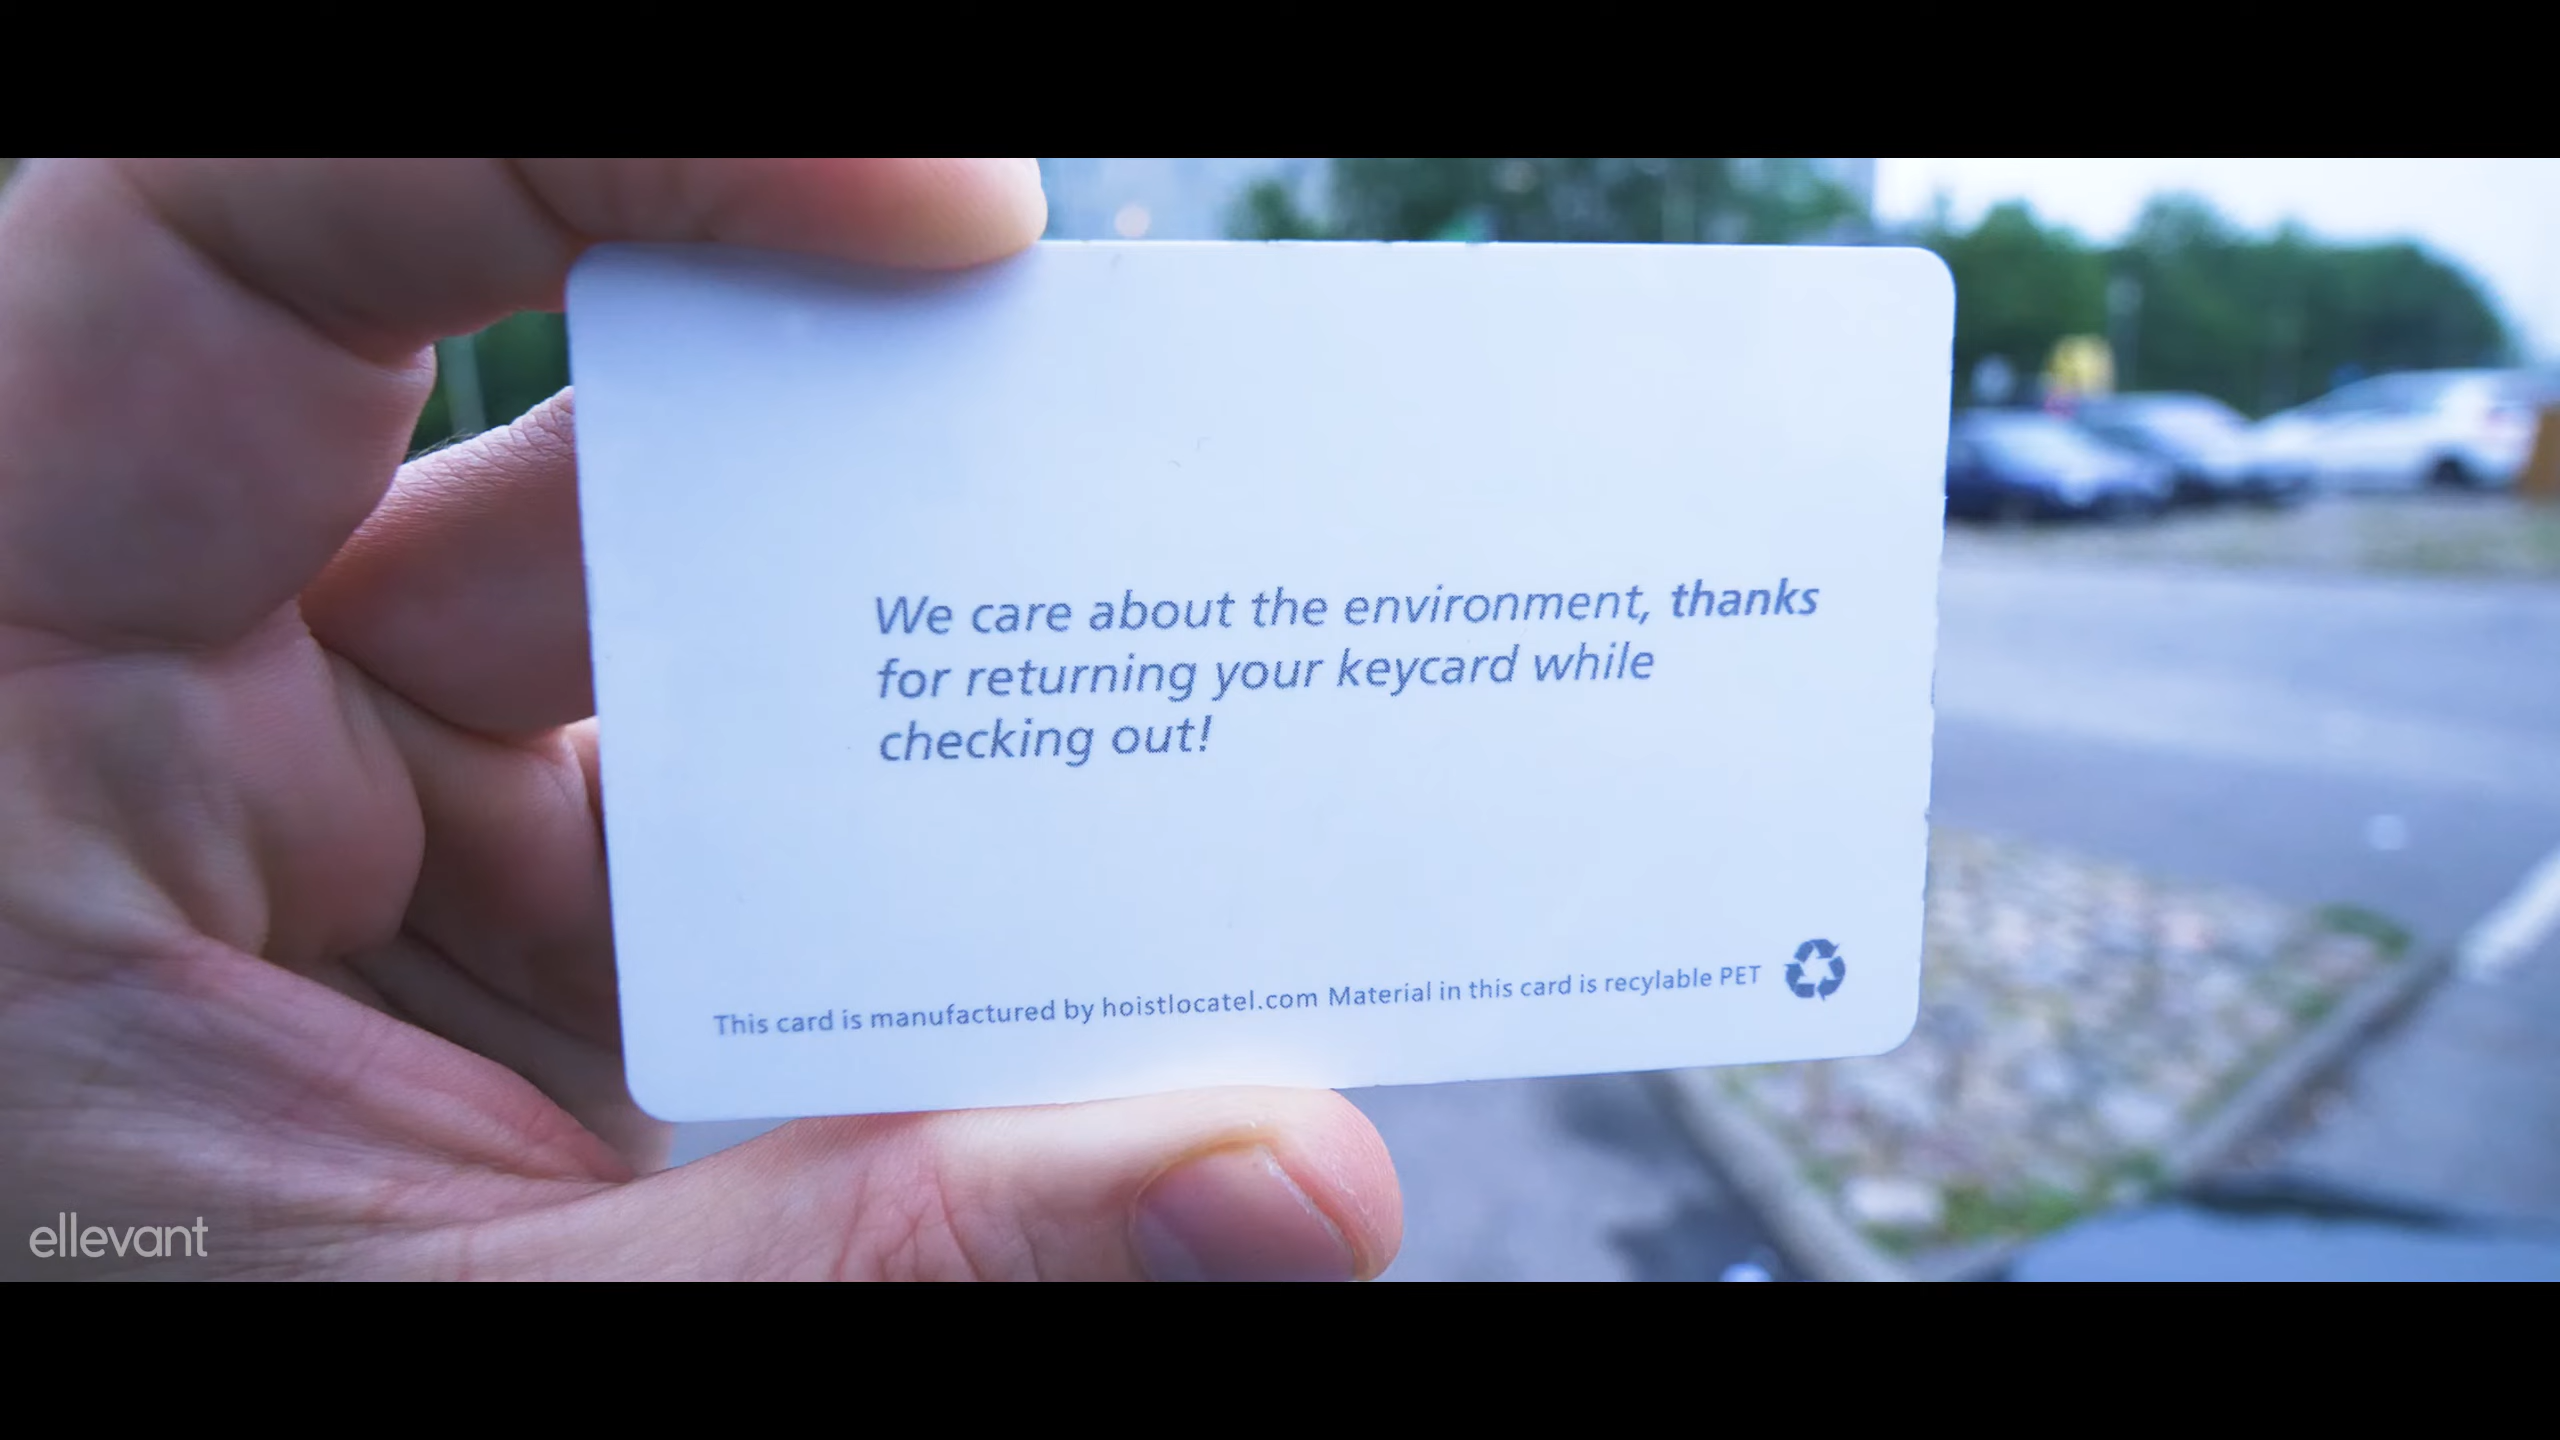 We care about the environment, thanks
for returning your keycard while
checking out!
This card is manufactured by hoistlocatel.com Material in this card is recylable PET
ellevant